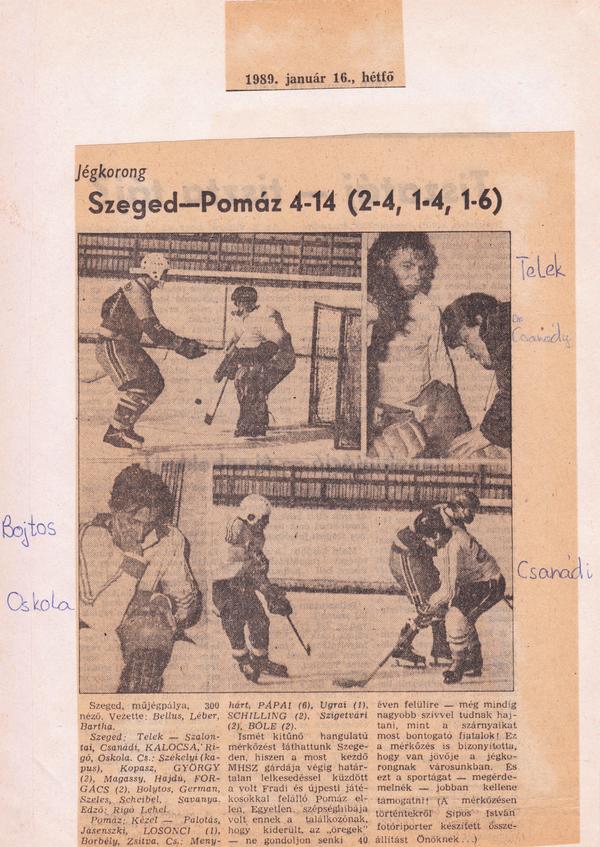 1989. január 16., hétfő
Jégkorong
Szeged—Pomáz 4-14 (2-4, 1-4, 1-6)
Telek
Dr
Csanády
Bojtos
Oskola
Csanádi
Szeged, műjégpálya, 300
néző. Vezette: Bellus, Léber,
Bartha.
Szeged: Telek — Szalon-
tai, Csanádi, KALOCSA, Ri-
gó, Oskola. Cs.: Székelyi (ka-
pus), Kopasz, GYÖRGY
(2), Magassy, Hajdú, FOR-
GÁCS (2), Bolytos, German,
Szeles, Scheibel, Savanya.
Edző: Rigó Lehel.
Pomáz: Kézel — Palotás,
Jasenszki, LOSONCI (1),
Borbély, Zsitva. Cs.: Meny-
hárt, PÁPAI (6), Ugrai (1),
SCHILLING (2), Szigetvári
(2), BÓLE (2).
Ismét kitűnő hangulatú
mérkőzést láthattunk Szege-
den, hiszen a most kezdő
MHSZ gárdája végig határ-
talan lelkesedéssel küzdött
a volt Fradi és újpesti játé-
kosokkal felálló Pomáz el-
len. Egyetlen szépséghibája
volt ennek a találkozónak,
hogy kiderült, az „öregek"
— ne gondoljon senki 40
éven felülire — még mindig
nagyobb szívvel tudnak haj-
tani, mint a szárnyaikat
most bontogató fiatalok! Ez
a mérkőzés is bizonyította,
hogy van jövője a jégko-
rongnak városunkban. És
ezt a sportágat — megérde-
melnék — jobban kellene
támogatni! (A mérkőzésen
történtekről Sipos István
fotóriporter készített össze-
állítást Önöknek...)